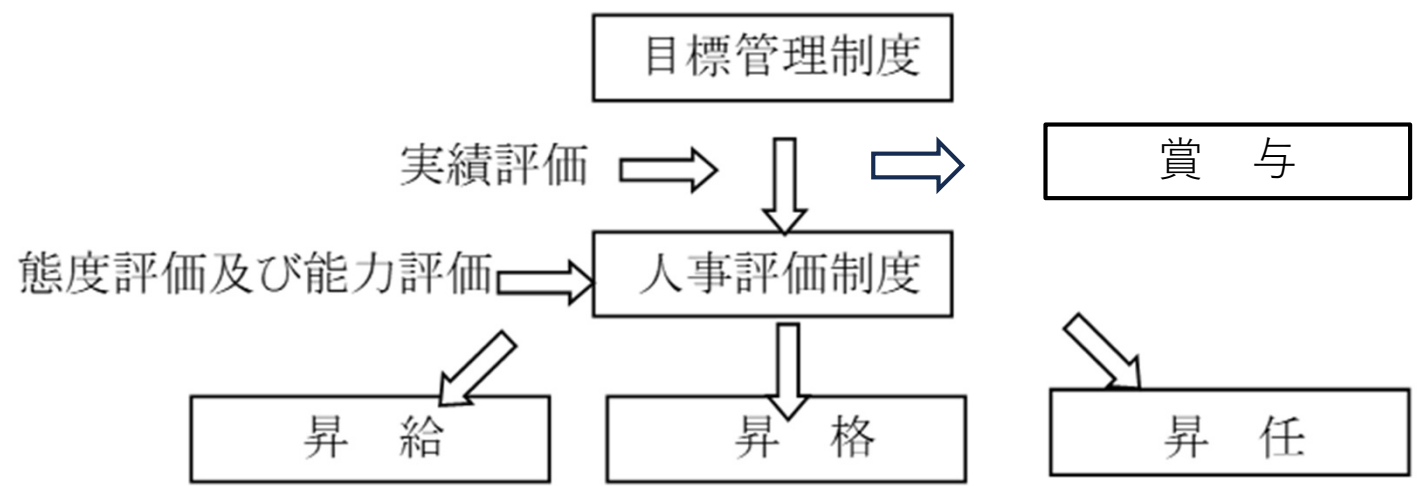 目標管理制度
実績評価
賞　与
態度評価及び能力評価
人事評価制度
昇　給
昇　格
昇　任